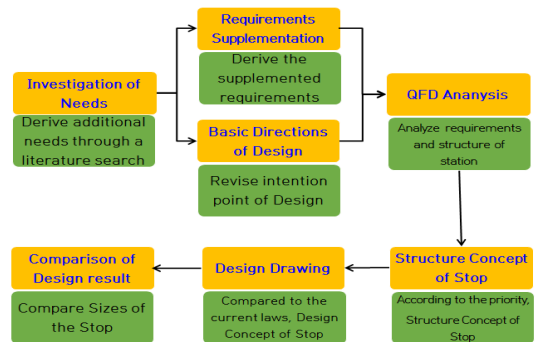 Requirements
Supplementation
Derive the
supplemented
requirements
Investigation of
Needs
Derive additional
needs through a
literature search
Basic Directions
of Design
Revise intention
point of Design
QFD Ananysis
Analyze requirements
and structure of
station
Structure Concept
of Stop
According to the priority,
Structure Concept of
Stop
Design Drawing
Compared to the
current laws, Design
Concept of Stop
Comparison of
Design result
Compare Sizes of
the Stop